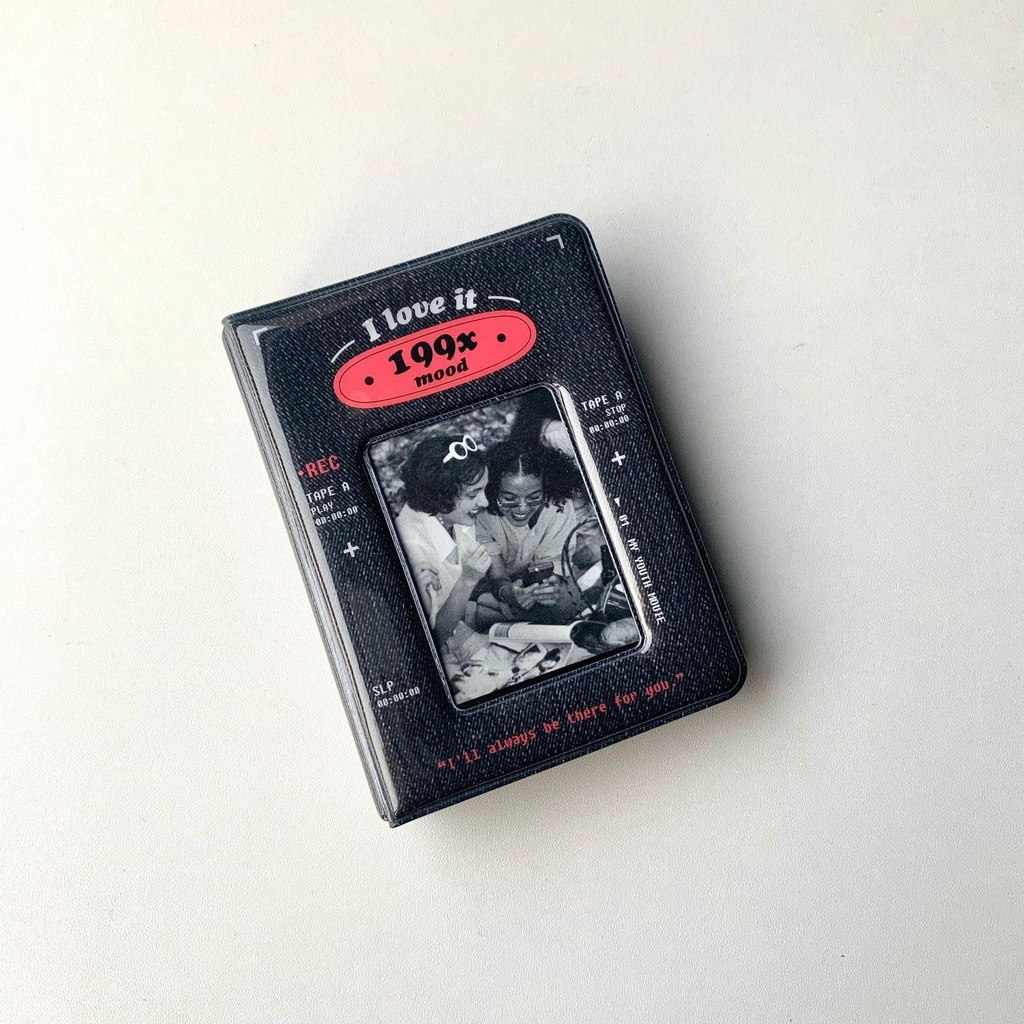 I love it
199x
mood
•REC
TAPE A
PLAY
00:00:00
TAPE A
STOP
00:00:00
01 MY YOUTH MOVIE
SLP
00:00:00
"I'll always be there for you."